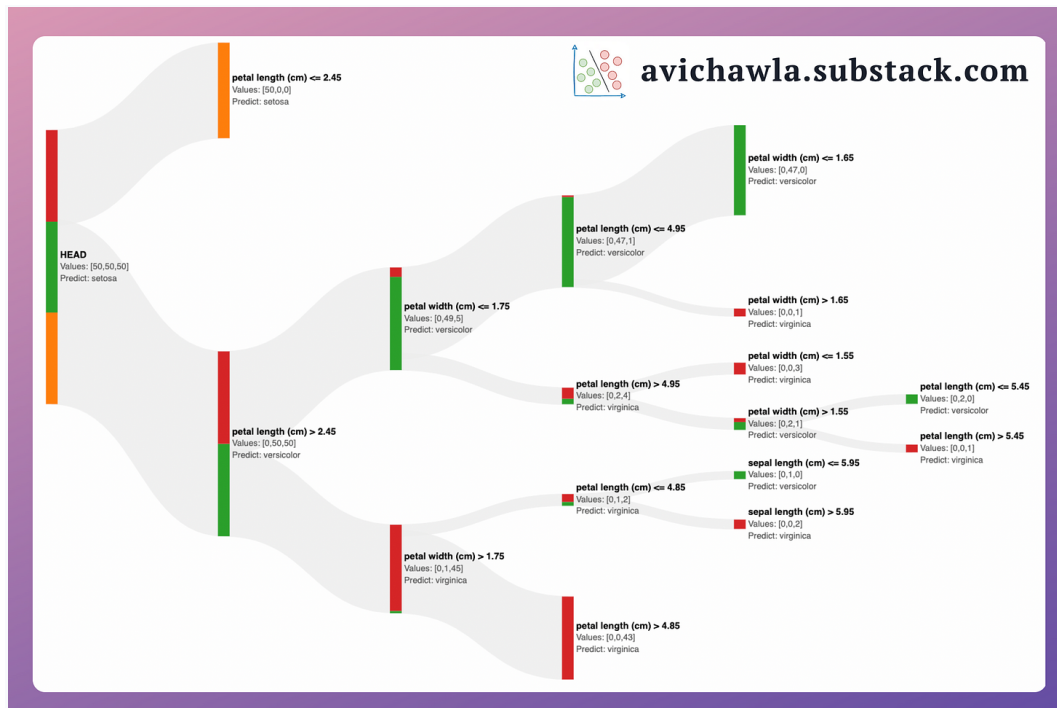 avichawla.substack.com
petal length (cm) <= 2.45
Values: [50,0,0]
Predict: setosa
HEAD
Values: [50,50,50]
Predict: setosa
petal length (cm) > 2.45
Values: [0,50,50]
Predict: versicolor
petal width (cm) <= 1.75
Values: [0,49,5]
Predict: versicolor
petal width (cm) > 1.75
Values: [0,1,45]
Predict: virginica
petal length (cm) <= 4.95
Values: [0,47,1]
Predict: versicolor
petal length (cm) > 4.95
Values: [0,2,4]
Predict: virginica
petal length (cm) <= 4.85
Values: [0,1,2]
Predict: virginica
petal length (cm) > 4.85
Values: [0,0,43]
Predict: virginica
petal width (cm) <= 1.65
Values: [0,47,0]
Predict: versicolor
petal width (cm) > 1.65
Values: [0,0,1]
Predict: virginica
petal width (cm) <= 1.55
Values: [0,0,3]
Predict: virginica
petal width (cm) > 1.55
Values: [0,2,1]
Predict: versicolor
sepal length (cm) <= 5.95
Values: [0,1,0]
Predict: versicolor
sepal length (cm) > 5.95
Values: [0,0,2]
Predict: virginica
petal length (cm) <= 5.45
Values: [0,2,0]
Predict: versicolor
petal length (cm) > 5.45
Values: [0,0,1]
Predict: virginica